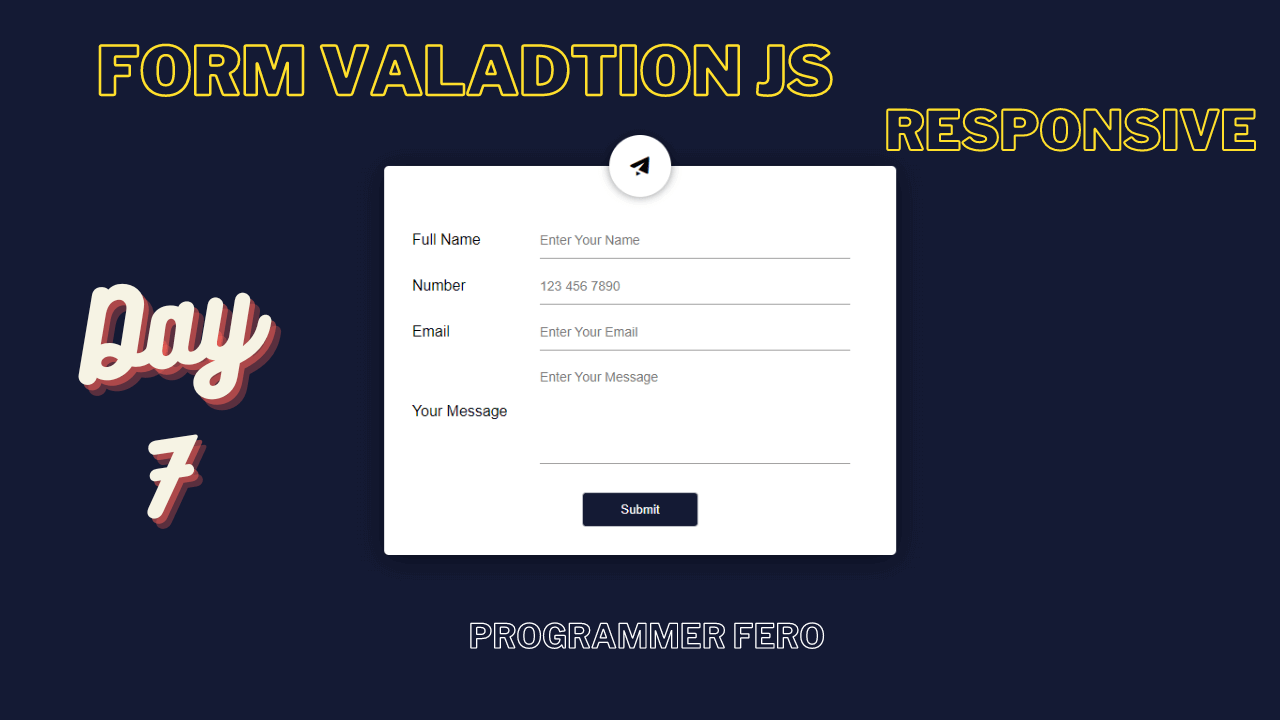 FORM VALADTION JS
RESPONSIVE
Full Name
Enter Your Name
Number
123 456 7890
Email
Enter Your Email
Enter Your Message
Your Message
Submit
Day
7
PROGRAMMER FERO